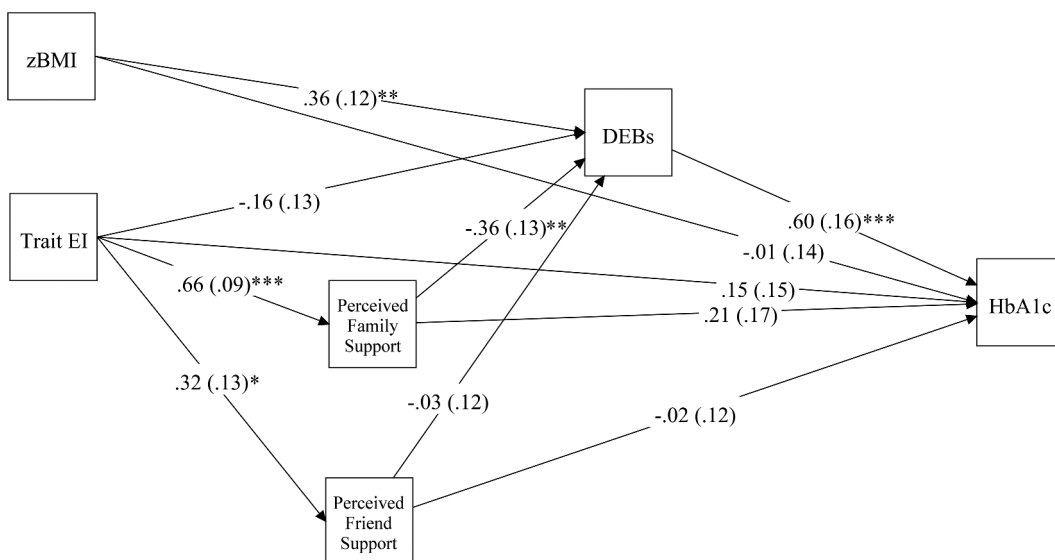 zBMI
.36 (.12)**
DEBs
-.16 (.13)
Trait EI
-.36 (.13)**
.60 (.16)***
-.01 (.14)
.66 (.09)***
.15 (.15)
Perceived
Family
Support
.21 (.17)
HbA1c
.32 (.13)*
-.03 (.12)
-.02 (.12)
Perceived
Friend
Support